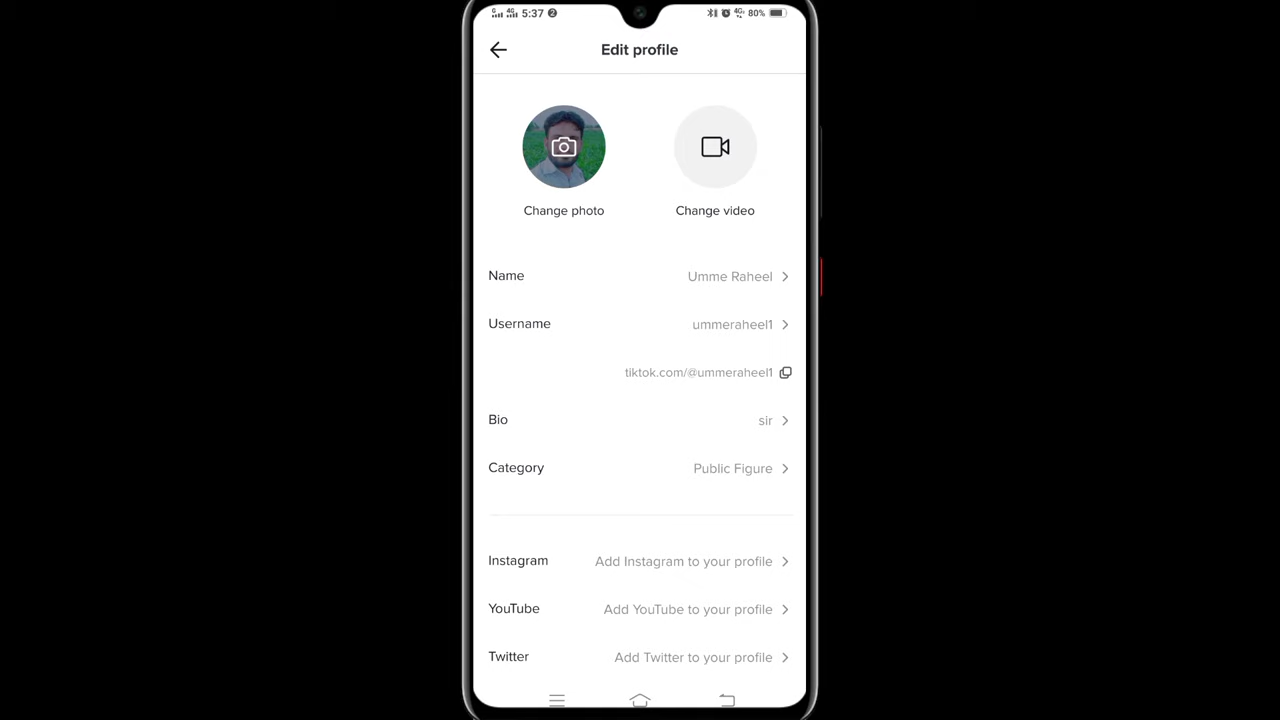 5:37 80%
Edit profile
Change photo Change video
Name Umme Raheel
Username ummeraheel1
tiktok.com/@ummeraheel1
Bio sir
Category Public Figure
Instagram Add Instagram to your profile
YouTube Add YouTube to your profile
Twitter Add Twitter to your profile